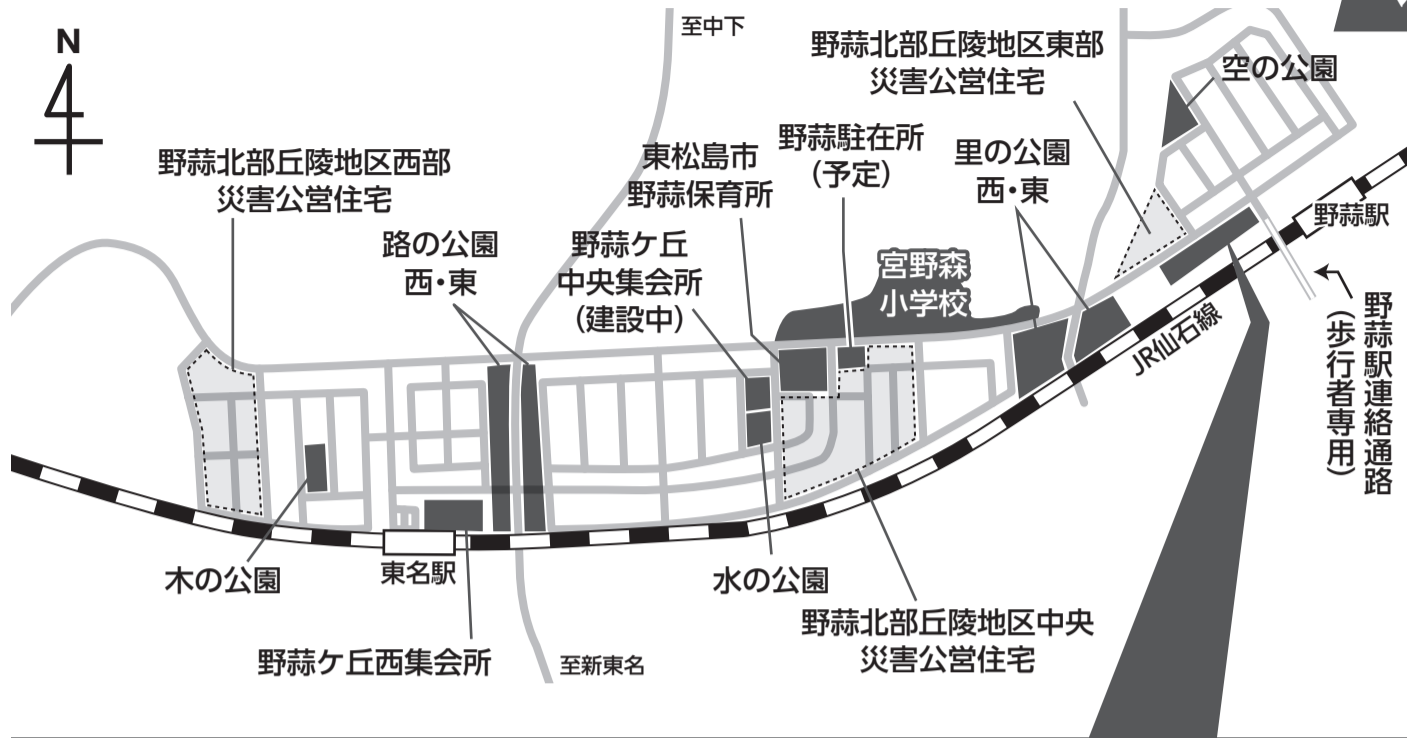 N
至中下
野蒜北部丘陵地区東部
災害公営住宅
空の公園
野蒜北部丘陵地区西部
災害公営住宅
路の公園
西・東
野蒜ケ丘
中央集会所
（建設中）
東松島市
野蒜保育所
野蒜駐在所
（予定）
里の公園
西・東
宮野森
小学校
野蒜駅
JR仙石線
野蒜駅連絡通路
（歩行者専用）
木の公園
東名駅
野蒜ケ丘西集会所
至新東名
水の公園
野蒜北部丘陵地区中央
災害公営住宅